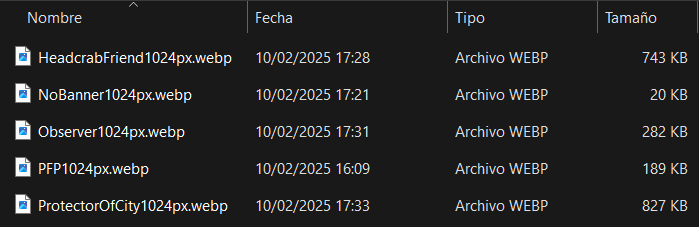 Nombre Fecha Tipo Tamaño
HeadcrabFriend1024px.webp 10/02/2025 17:28 Archivo WEBP 743 KB
NoBanner1024px.webp 10/02/2025 17:21 Archivo WEBP 20 KB
Observer1024px.webp 10/02/2025 17:31 Archivo WEBP 282 KB
PFP1024px.webp 10/02/2025 16:09 Archivo WEBP 189 KB
ProtectorOfCity1024px.webp 10/02/2025 17:33 Archivo WEBP 827 KB